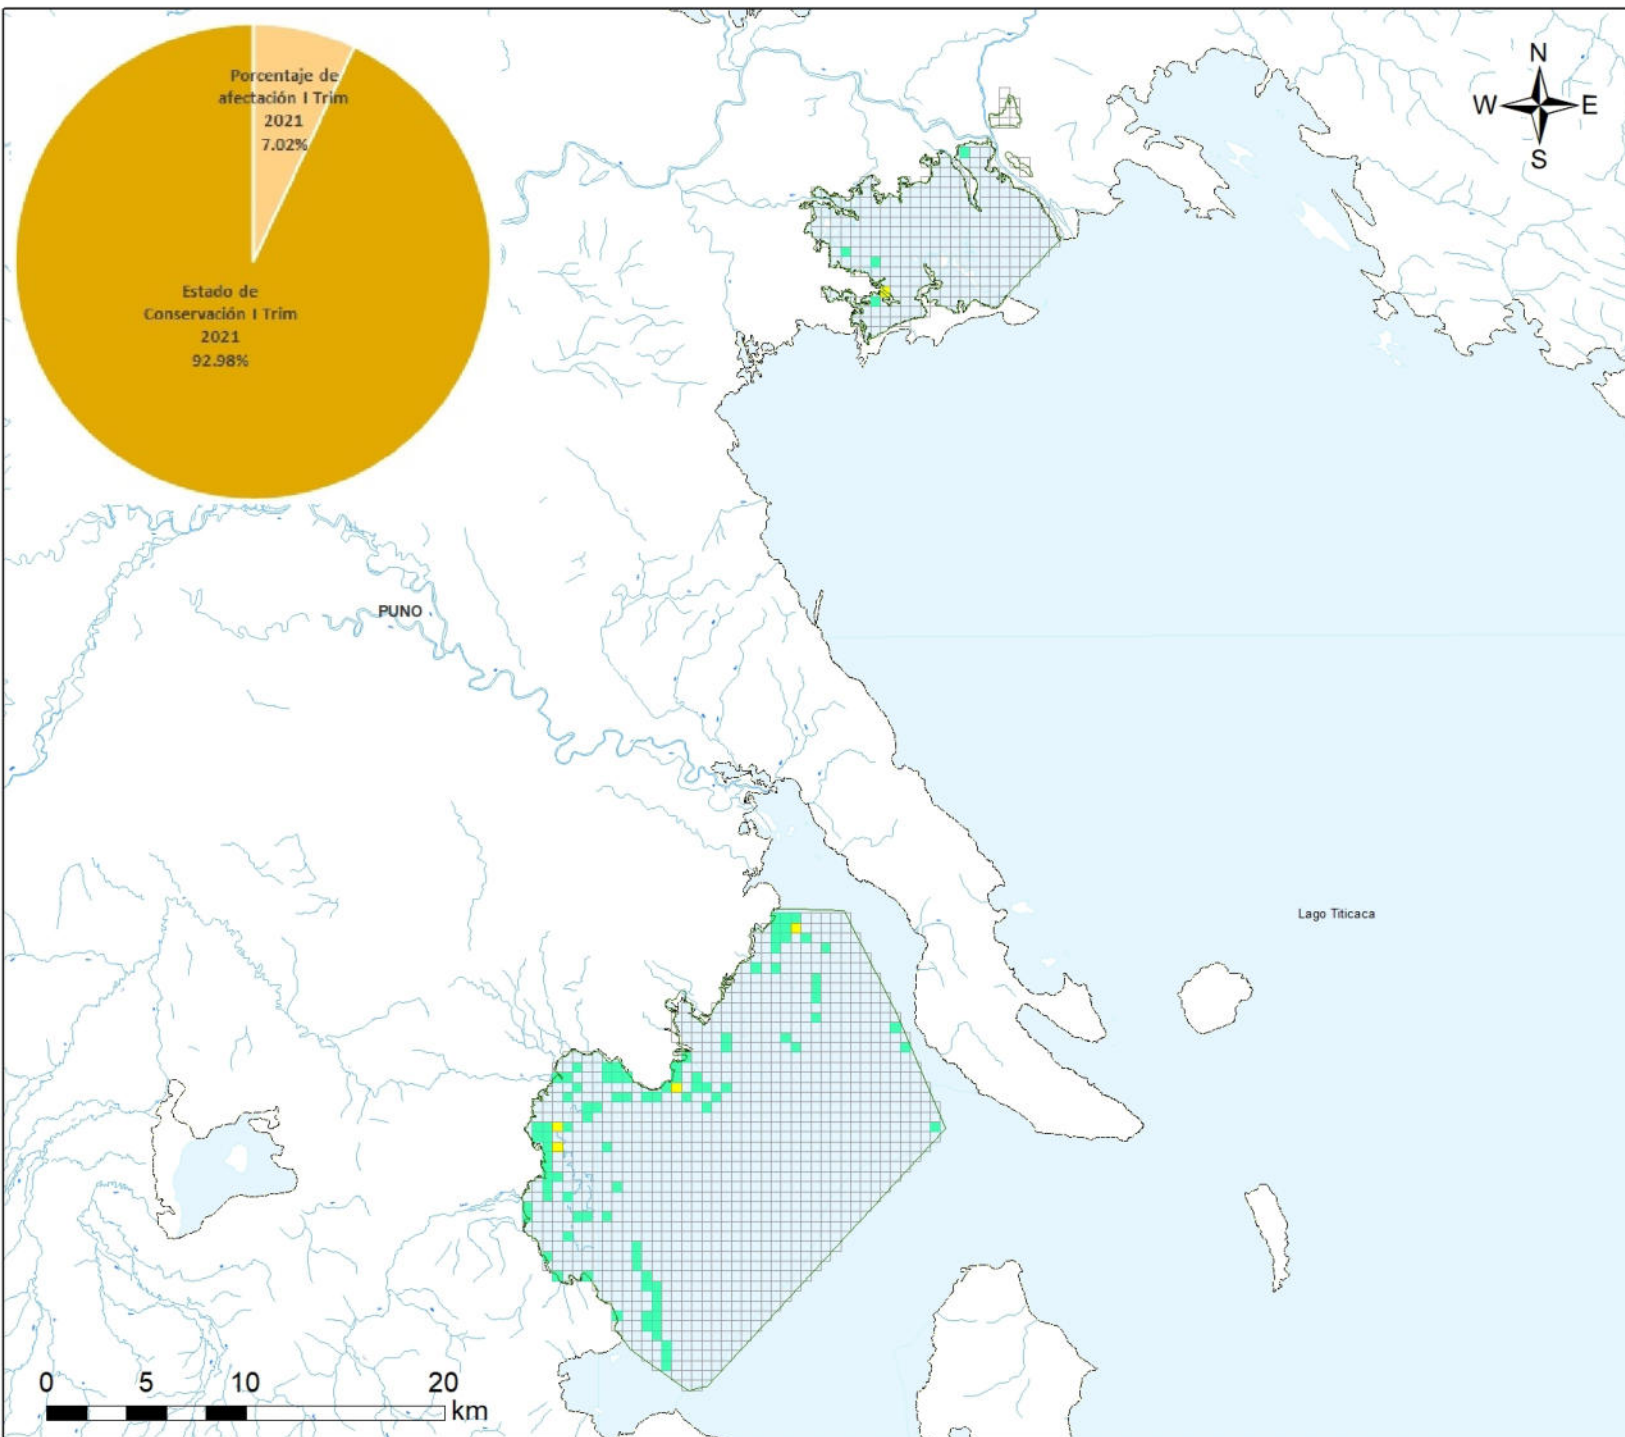 Porcentaje de
afectación I Trim
2021
7.02%
Estado de
Conservación I Trim
2021
92.98%
N
W E
S
PUNO
Lago Titicaca
0 5 10 20
km